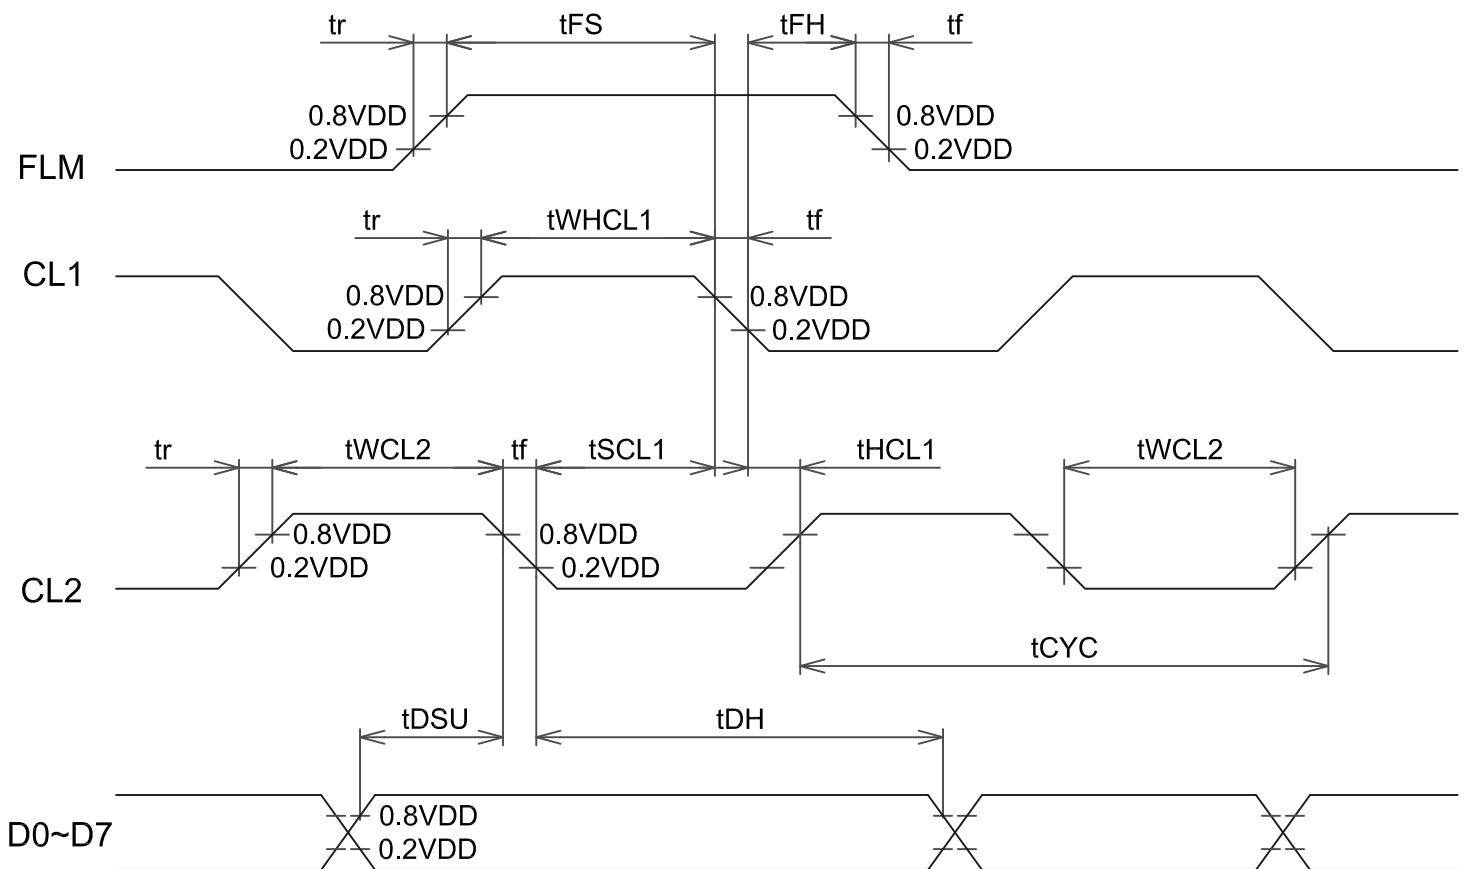 tr tFS tFH tf
0.8VDD 0.8VDD
0.2VDD 0.2VDD
FLM
tr tWHCL1 tf
CL1
0.8VDD 0.8VDD
0.2VDD 0.2VDD
tr tWCL2 tf tSCL1 tHCL1 tWCL2
0.8VDD 0.8VDD
0.2VDD 0.2VDD
CL2
tCYC
tDSU tDH
0.8VDD
D0~D7
0.2VDD